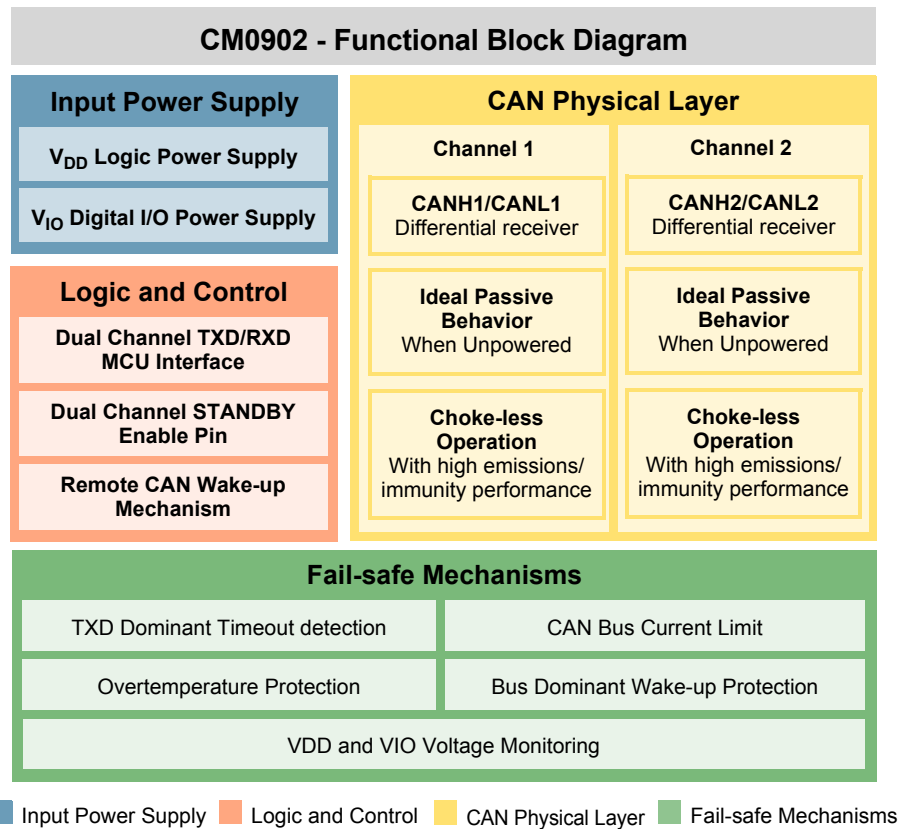 CM0902 - Functional Block Diagram
Input Power Supply
VDD Logic Power Supply
VIO Digital I/O Power Supply
Logic and Control
Dual Channel TXD/RXD
MCU Interface
Dual Channel STANDBY
Enable Pin
Remote CAN Wake-up
Mechanism
CAN Physical Layer
Channel 1
CANH1/CANL1
Differential receiver
Ideal Passive
Behavior
When Unpowered
Choke-less
Operation
With high emissions/
immunity performance
Channel 2
CANH2/CANL2
Differential receiver
Ideal Passive
Behavior
When Unpowered
Choke-less
Operation
With high emissions/
immunity performance
Fail-safe Mechanisms
TXD Dominant Timeout detection
CAN Bus Current Limit
Overtemperature Protection
Bus Dominant Wake-up Protection
VDD and VIO Voltage Monitoring
Input Power Supply
Logic and Control
CAN Physical Layer
Fail-safe Mechanisms